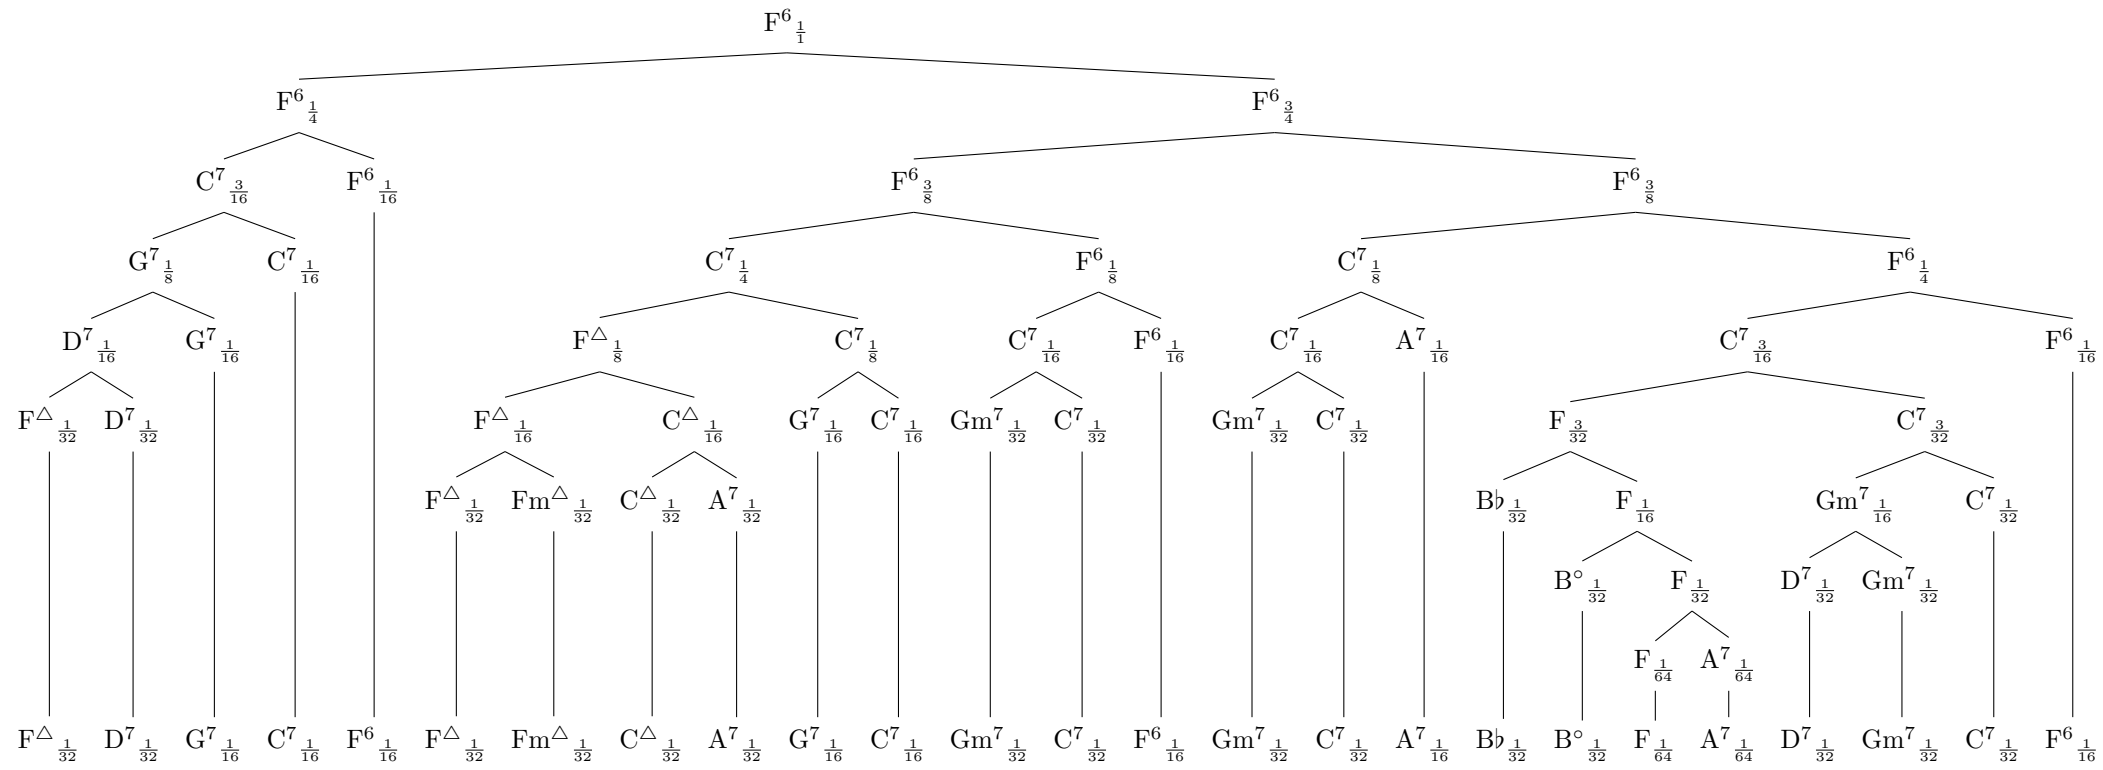 F⁶ 1/1
F⁶ 1/4 F⁶ 3/4
C⁷ 3/16 F⁶ 1/16 F⁶ 3/8 F⁶ 3/8
G⁷ 1/8 C⁷ 1/16 C⁷ 1/4 F⁶ 1/8 C⁷ 1/8 F⁶ 1/4
D⁷ 1/16 G⁷ 1/16 F△ 1/8 C⁷ 1/8 C⁷ 1/16 F⁶ 1/16 C⁷ 1/16 A⁷ 1/16 C⁷ 3/16 F⁶ 1/16
F△ 1/32 D⁷ 1/32 F△ 1/16 C△ 1/16 G⁷ 1/16 C⁷ 1/16 Gm⁷ 1/32 C⁷ 1/32 Gm⁷ 1/32 C⁷ 1/32 F 3/32 C⁷ 3/32
F△ 1/32 Fm△ 1/32 C△ 1/32 A⁷ 1/32 B♭ 1/32 F 1/16 Gm⁷ 1/16 C⁷ 1/32
B° 1/32 F 1/32 D⁷ 1/32 Gm⁷ 1/32
F 1/64 A⁷ 1/64
F△ 1/32 D⁷ 1/32 G⁷ 1/16 C⁷ 1/16 F⁶ 1/16 F△ 1/32 Fm△ 1/32 C△ 1/32 A⁷ 1/32 G⁷ 1/16 C⁷ 1/16 Gm⁷ 1/32 C⁷ 1/32 F⁶ 1/16 Gm⁷ 1/32 C⁷ 1/32 A⁷ 1/16 B♭ 1/32 B° 1/32 F 1/64 A⁷ 1/64 D⁷ 1/32 Gm⁷ 1/32 C⁷ 1/32 F⁶ 1/16